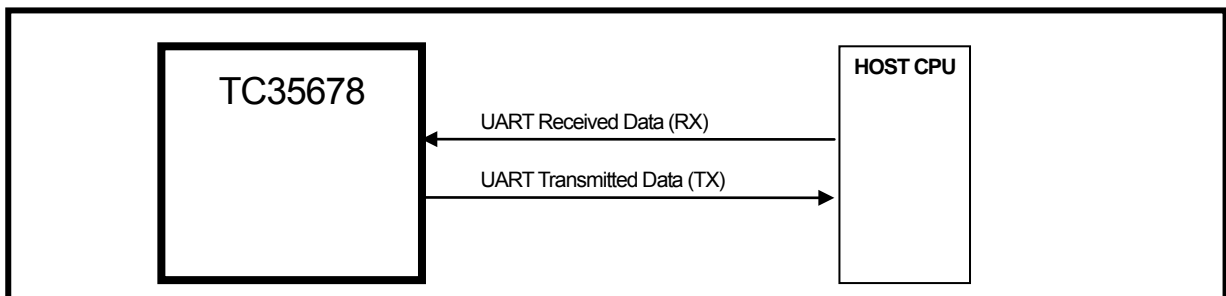 TC35678
HOST CPU
UART Received Data (RX)
UART Transmitted Data (TX)